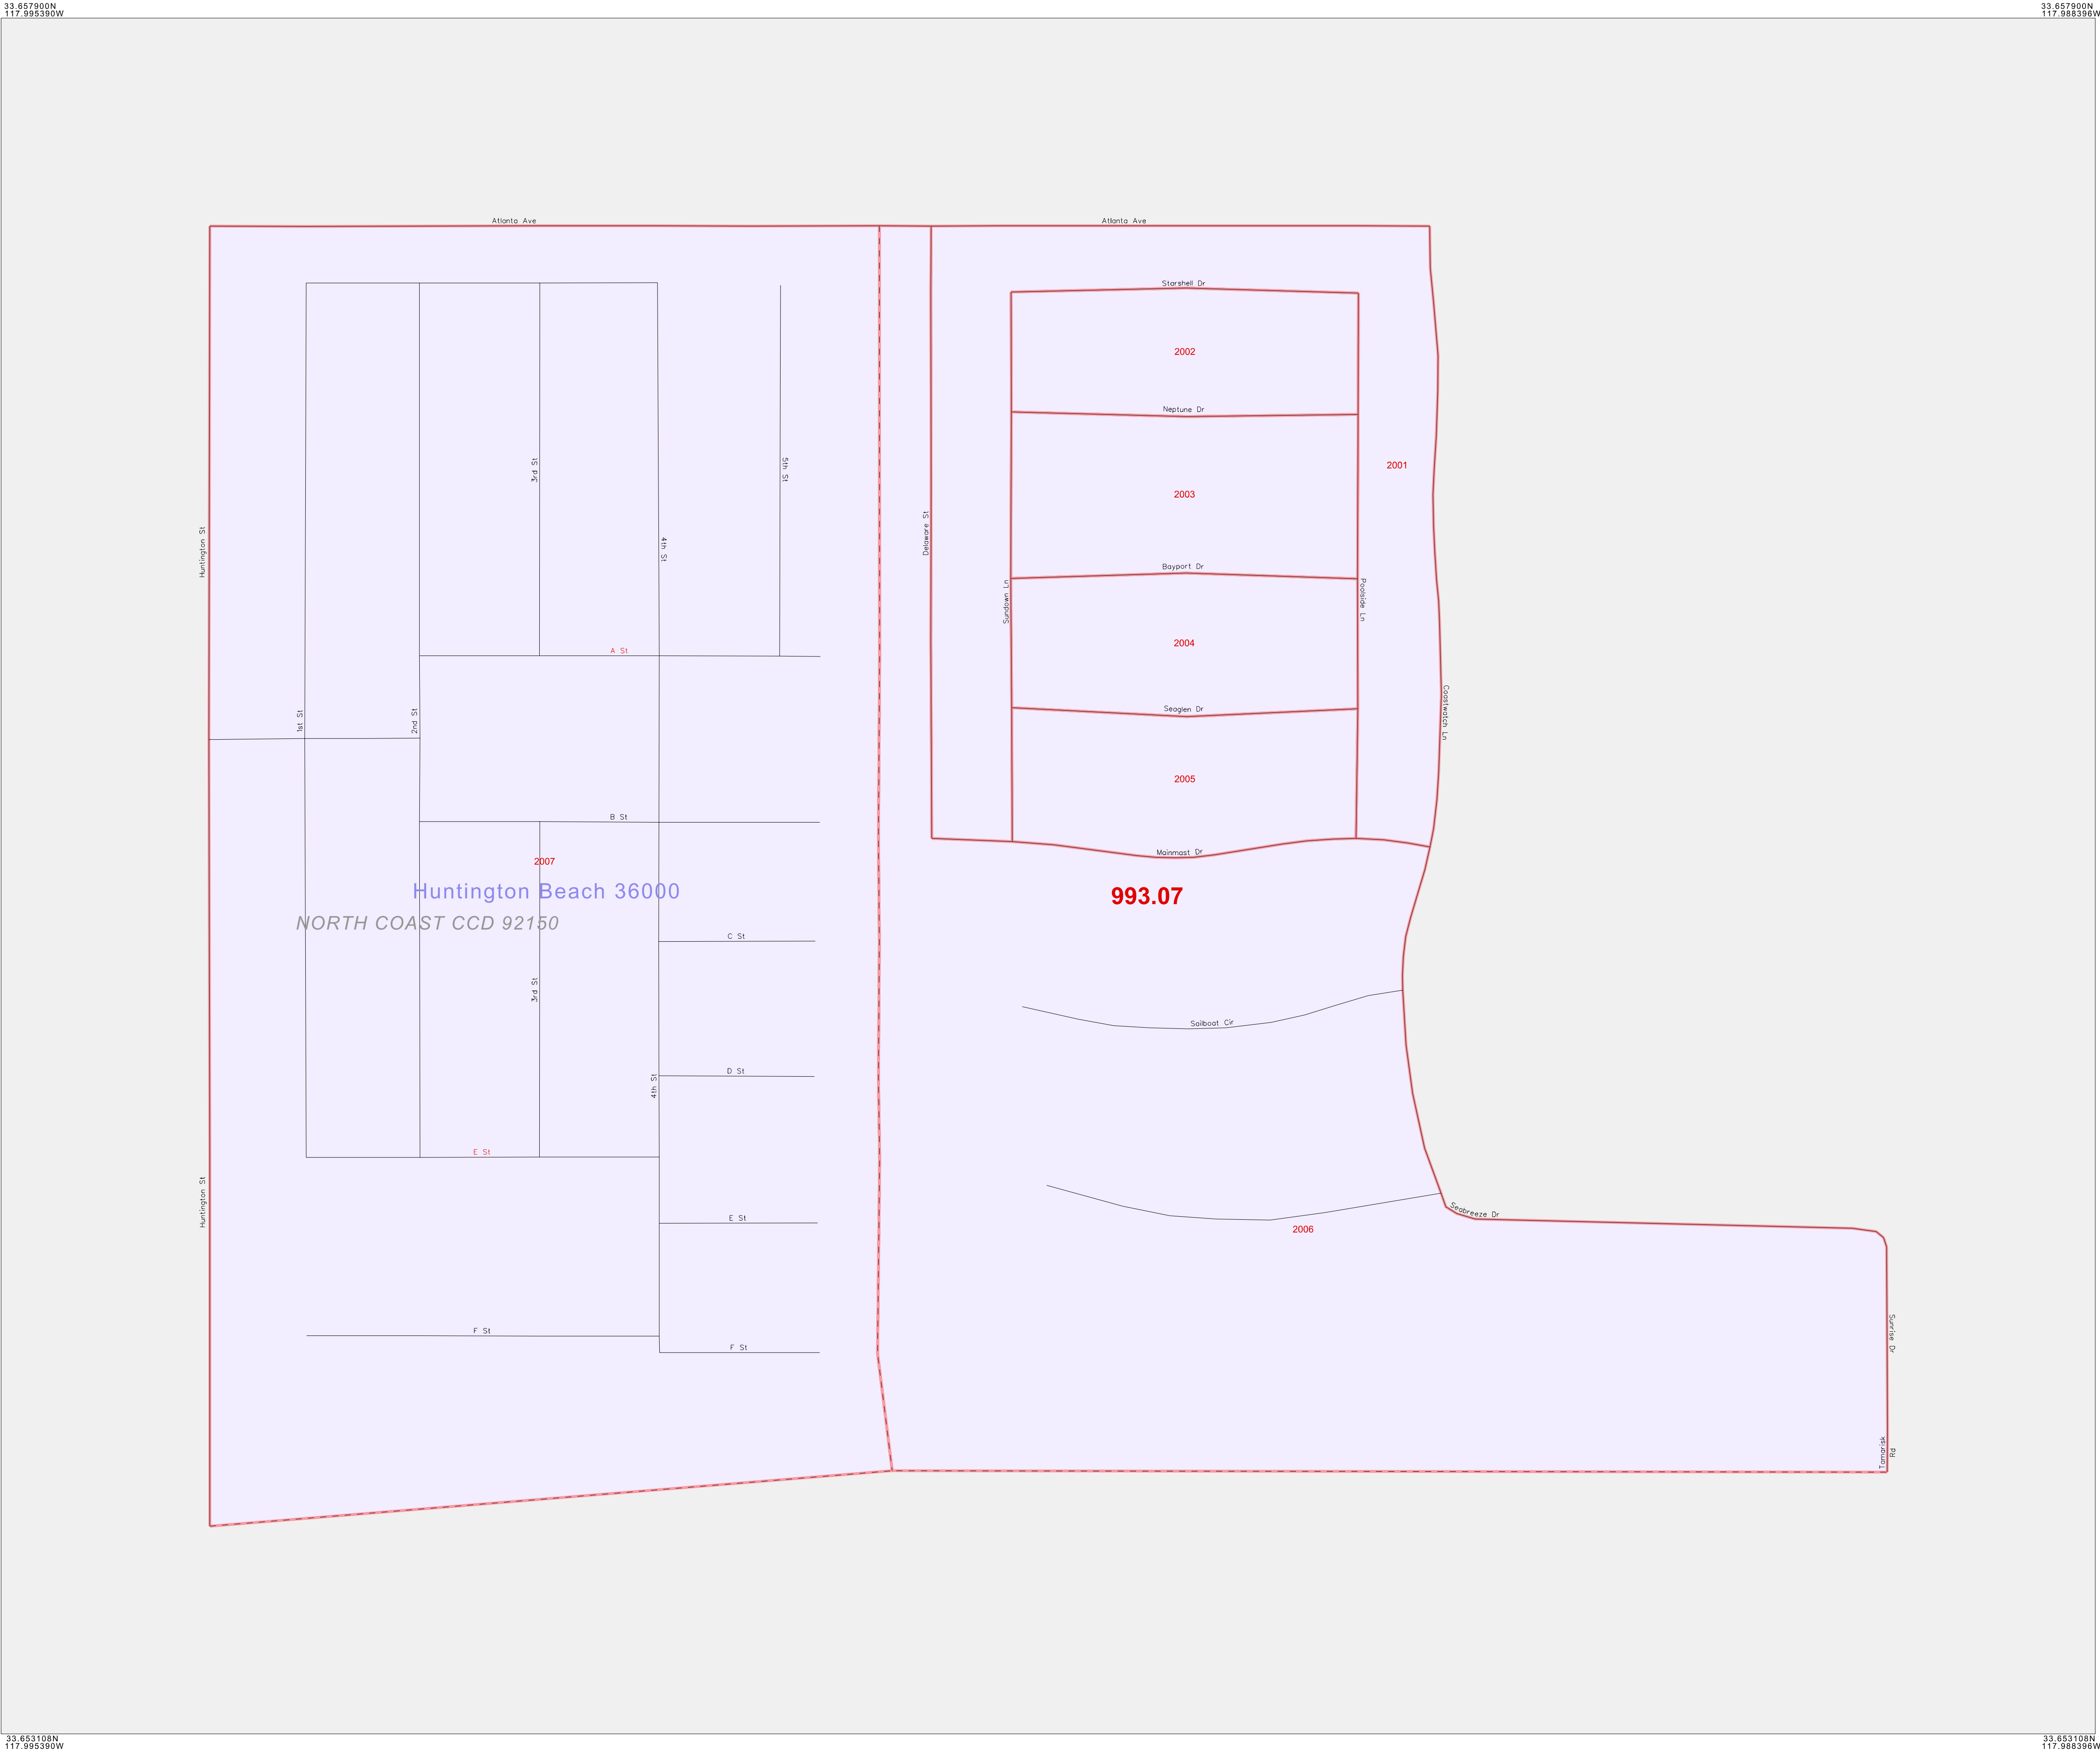 33.657900N
117.995390W
33.657900N
117.988396W
Atlanta Ave
Atlanta Ave
Starshell Dr
2002
Neptune Dr
2001
3rd St
5th St
2003
Huntington St
4th St
Delaware St
Bayport Dr
Sundown Ln
Poolside Ln
A St
2004
1st St
2nd St
Seaglen Dr
Coastwatch Ln
2005
B St
Mainmast Dr
2007
Huntington Beach 36000
993.07
NORTH COAST CCD 92150
C St
3rd St
Sailboat Cir
D St
4th St
E St
Huntington St
E St
Seabreeze Dr
2006
F St
F St
Sunrise Dr
Tamarisk Rd
33.653108N
117.995390W
33.653108N
117.988396W